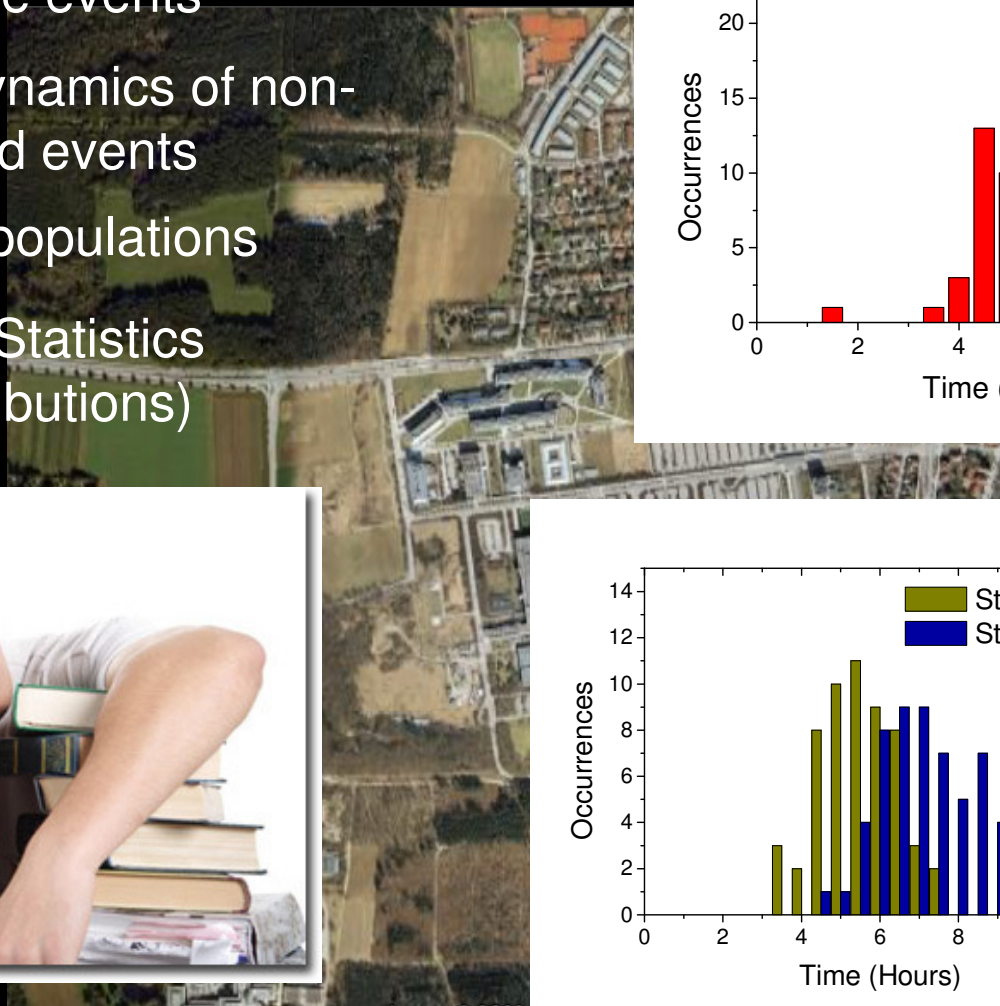 e events
ynamics of non-
d events
populations
Statistics
butions)
20
15
10
5
0
Occurrences
0 2 4
Time (
14
12
10
8
6
4
2
0
Occurrences
St
St
0 2 4 6 8
Time (Hours)